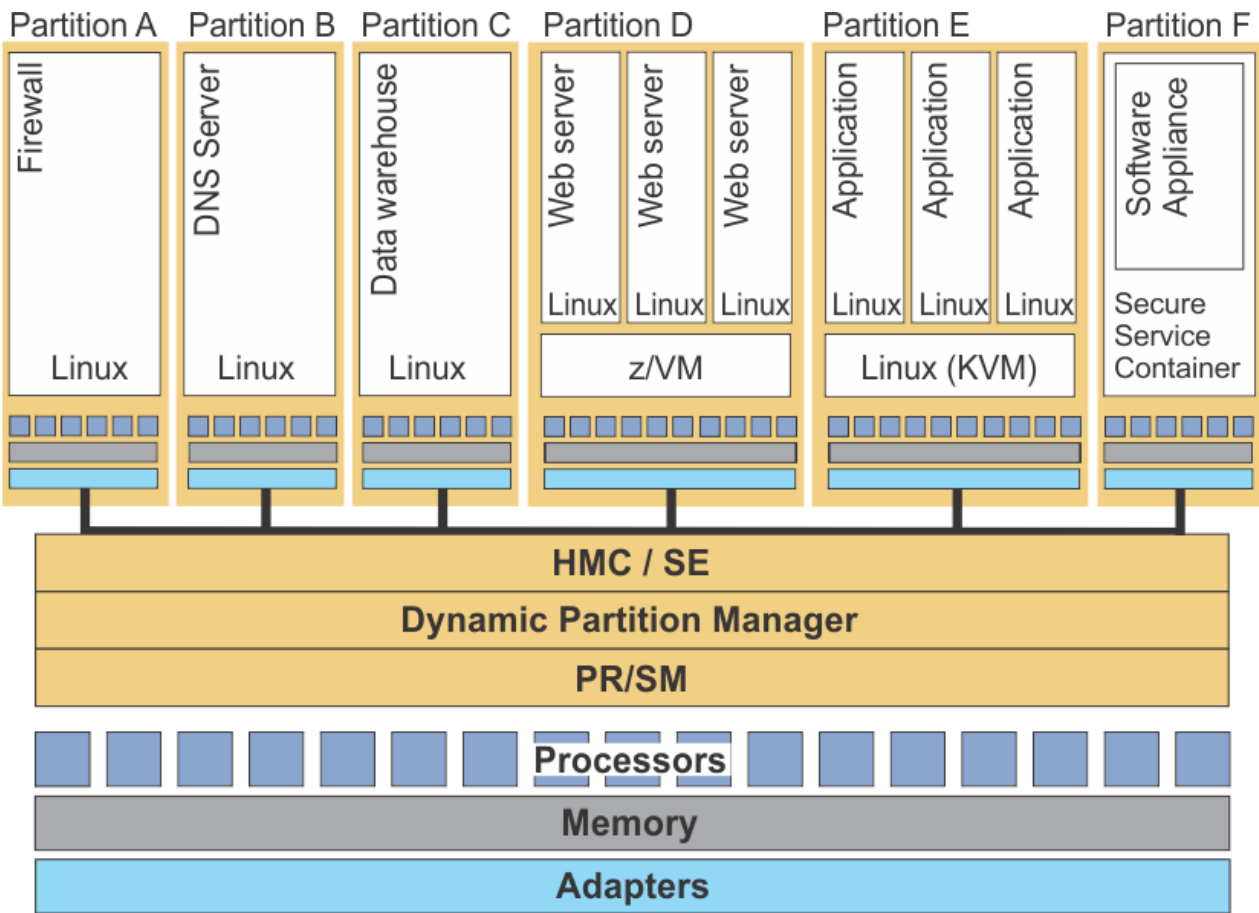 Partition A
Partition B
Partition C
Partition D
Partition E
Partition F
Firewall
Linux
DNS Server
Linux
Data warehouse
Linux
Web server
Linux
Web server
Linux
Web server
Linux
z/VM
Application
Linux
Application
Linux
Application
Linux
Linux (KVM)
Software
Appliance
Secure
Service
Container
HMC / SE
Dynamic Partition Manager
PR/SM
Processors
Memory
Adapters